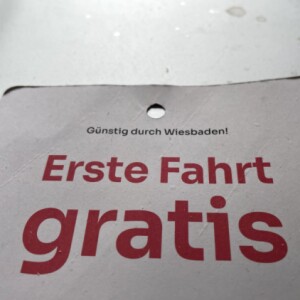 Günstig durch Wiesbaden!
Erste Fahrt
gratis